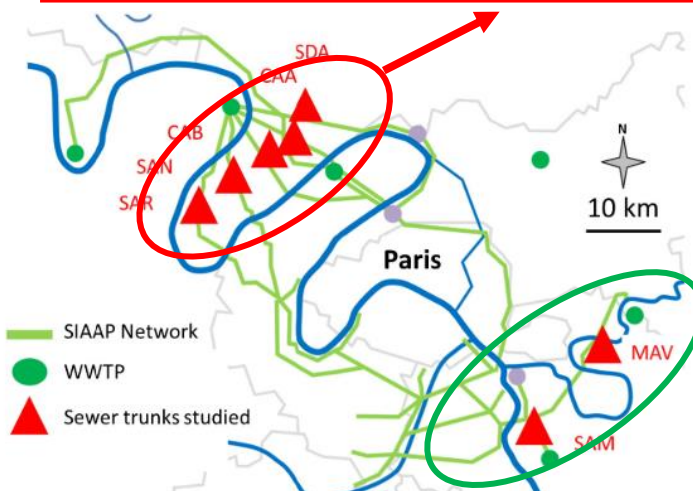 SDA
CAA
CAB
SAN
SAR
N
10 km
Paris
SIAAP Network
WWTP
MAV
Sewer trunks studied
SAM